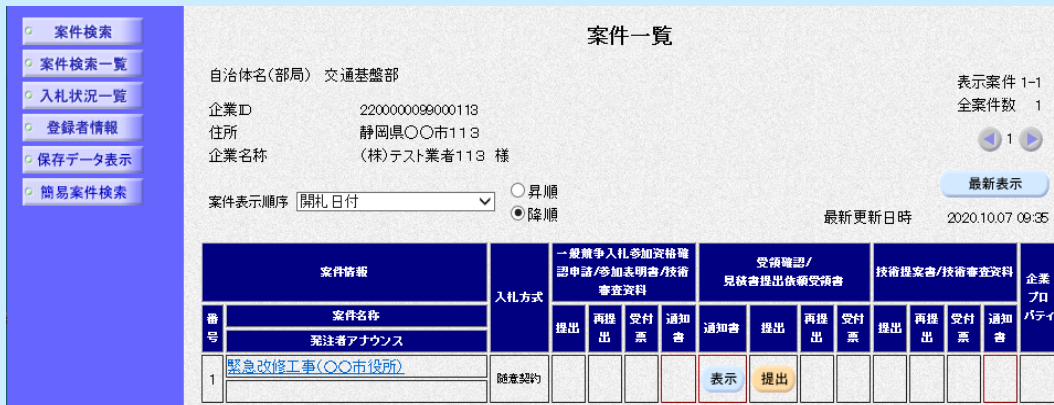 案件検索
案件検索一覧
入札状況一覧
登録者情報
保存データ表示
簡易案件検索
案件一覧
自治体名(部局) 交通基盤部
表示案件 1-1
全案件数 1
企業ID 2200000099000113
住所 静岡県〇〇市113
企業名称 (株)テスト業者113 様
1
最新表示
案件表示順序 開札日付
昇順
降順
最新更新日時 2020.10.07 09:35
案件情報
入札方式
一般競争入札参加資格確
認申請/参加表明書/技術
審査資料
受領確認/
見積書提出依頼受領書
技術提案書/技術審査資料
企業
プロ
パティ
番
号
案件名称
発注者アナウンス
提出
再提
出
受付
票
通知
書
通知書
提出
再提
出
受付
票
提出
再提
出
受付
票
通知
書
1
緊急改修工事(〇〇市役所)
随意契約
表示
提出